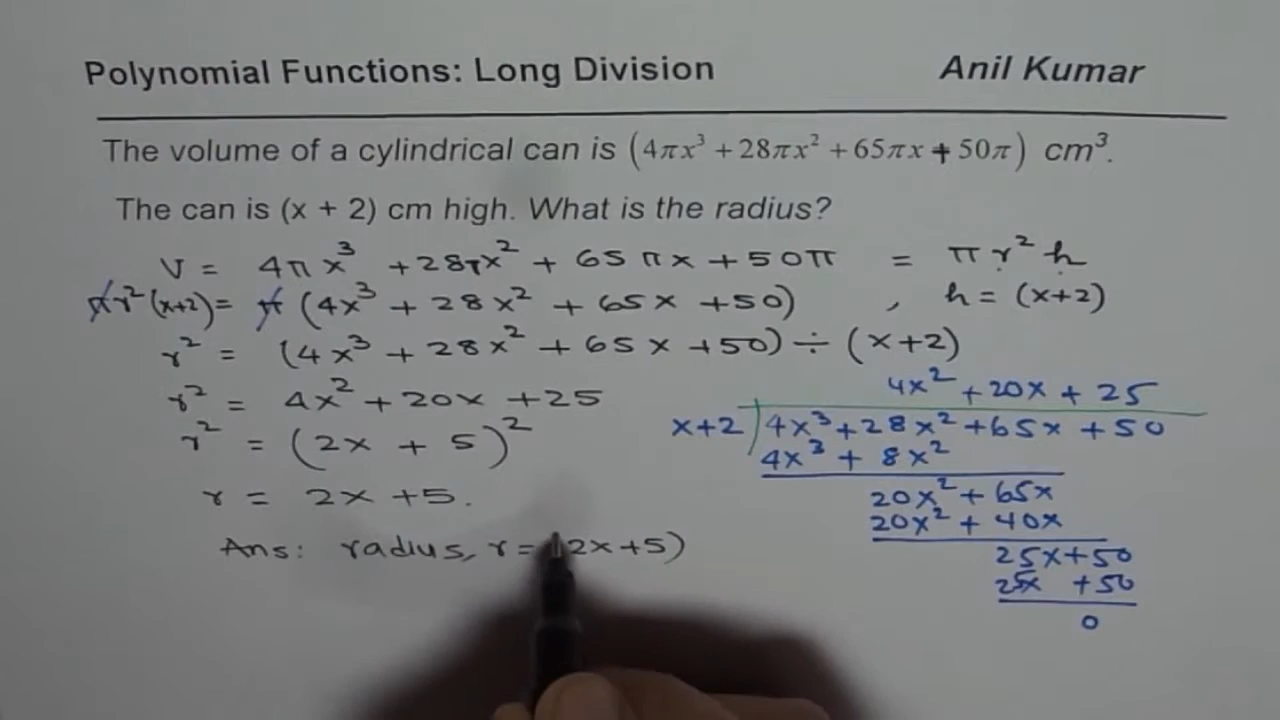 Polynomial Functions: Long Division Anil Kumar
The volume of a cylindrical can is (4πx³ + 28πx² + 65πx + 50π) cm³.
The can is (x + 2) cm high. What is the radius?
V = 4πx³ + 28πx² + 65πx + 50π = πr²h
πr²(x+2) = π(4x³ + 28x² + 65x + 50) , h = (x+2)
r² = (4x³ + 28x² + 65x + 50) ÷ (x+2)
r² = 4x² + 20x + 25
r² = (2x + 5)²
r = 2x + 5.
Ans: radius, r = (2x+5)
4x² + 20x + 25
x+2 ) 4x³ + 28x² + 65x + 50
4x³ + 8x²
20x² + 65x
20x² + 40x
25x + 50
25x + 50
0